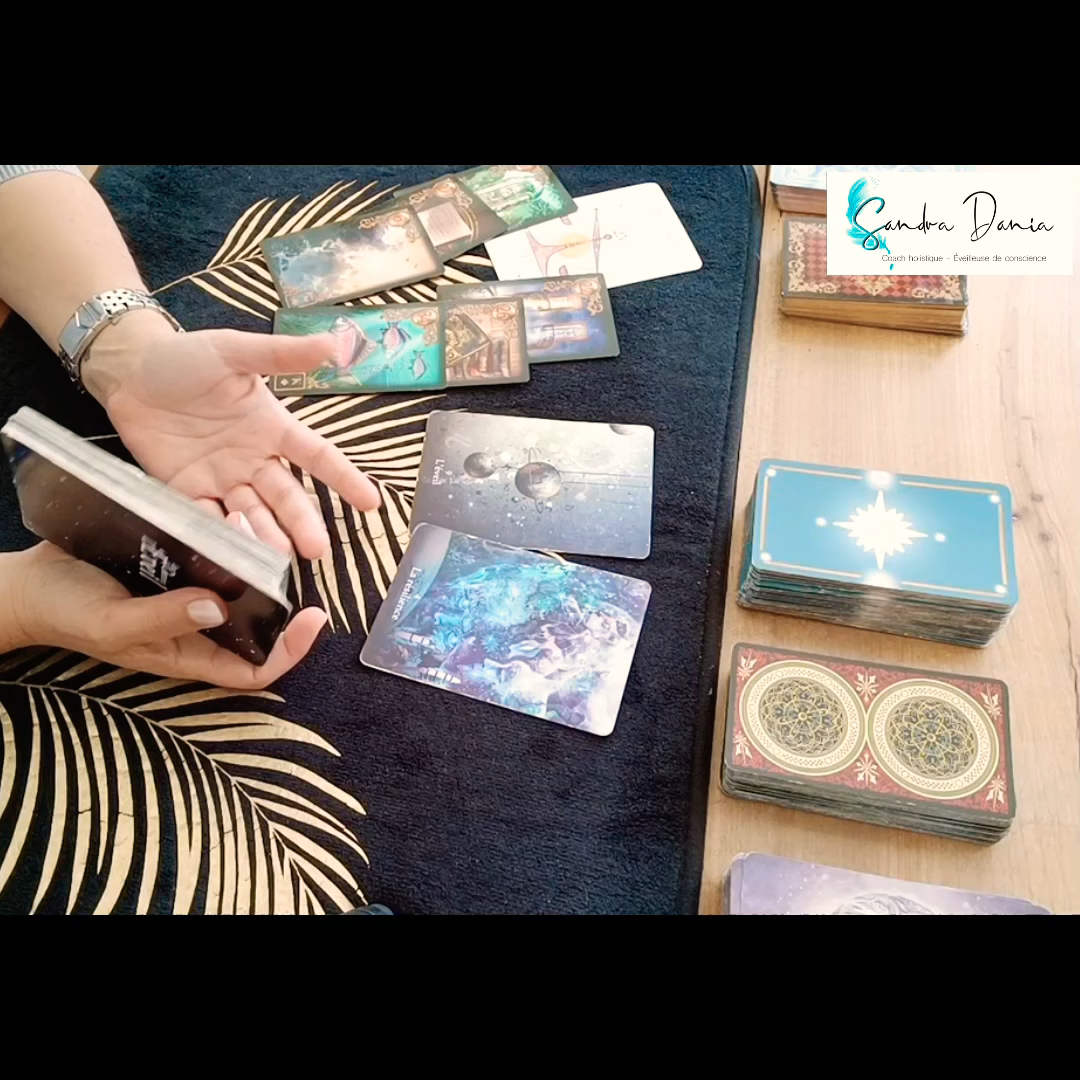 Sandra Dania
Coach holistique - Éveilleuse de conscience
L'éveil
La résilience